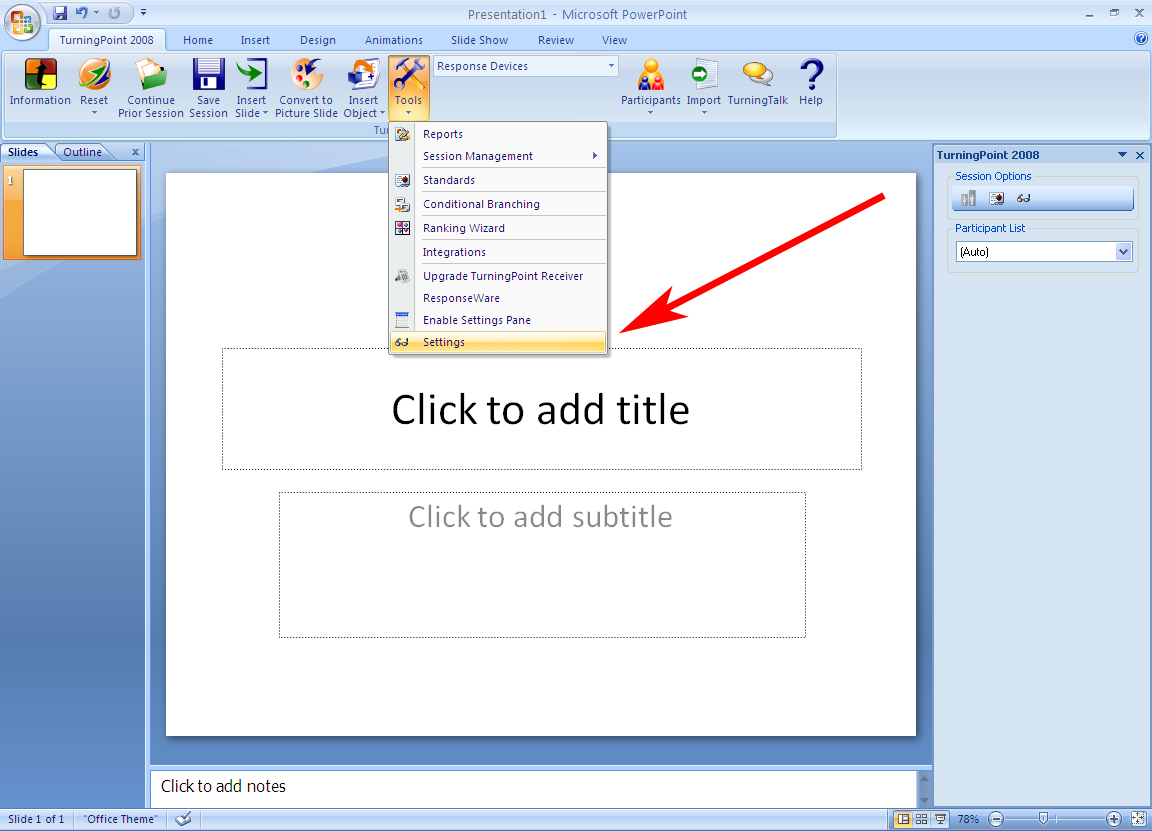 Presentation1 - Microsoft PowerPoint
TurningPoint 2008 Home Insert Design Animations Slide Show Review View
Response Devices
Information Reset Continue Prior Session Save Session Insert Slide Convert to Picture Slide Insert Object Tools Participants Import TurningTalk Help
Tur
Slides Outline x
1
Reports
Session Management
Standards
Conditional Branching
Ranking Wizard
Integrations
Upgrade TurningPoint Receiver
ResponseWare
Enable Settings Pane
Settings
Click to add title
Click to add subtitle
TurningPoint 2008
Session Options
Participant List
(Auto)
Click to add notes
Slide 1 of 1 "Office Theme" 78%